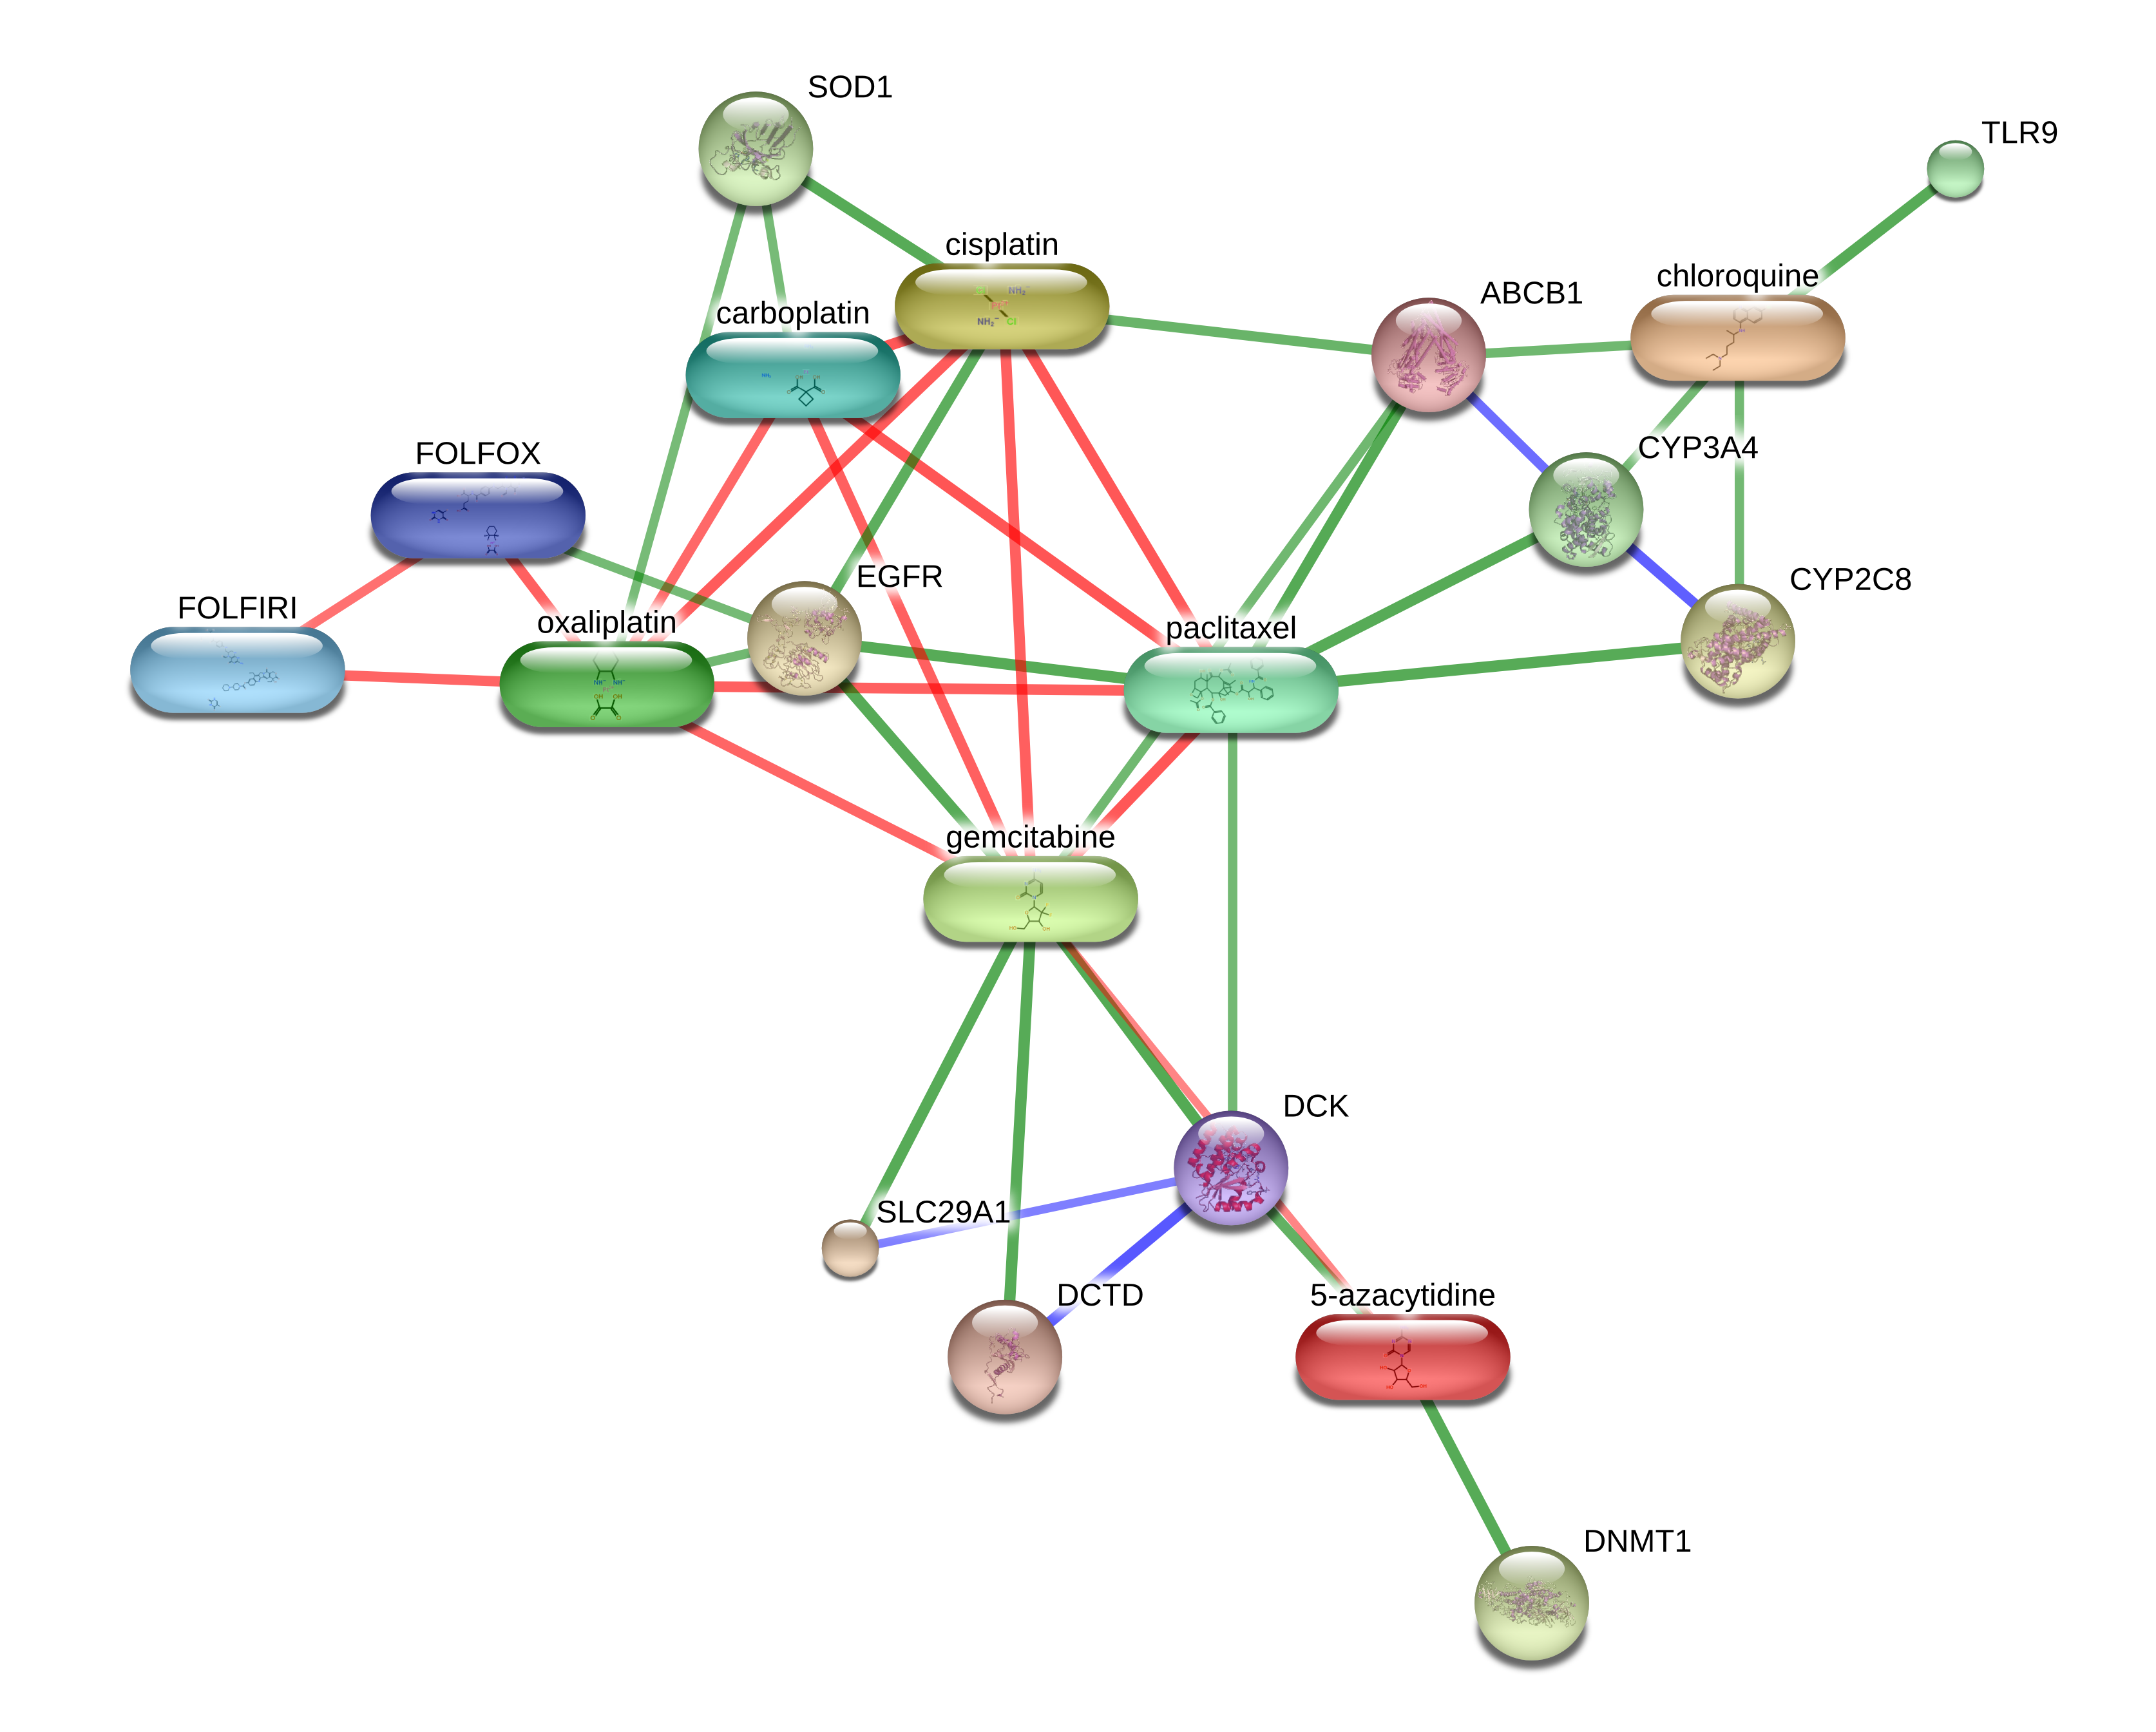 SOD1
TLR9
cisplatin
chloroquine
ABCB1
carboplatin
CYP3A4
FOLFOX
EGFR
CYP2C8
FOLFIRI
oxaliplatin
paclitaxel
gemcitabine
DCK
SLC29A1
DCTD
5-azacytidine
DNMT1